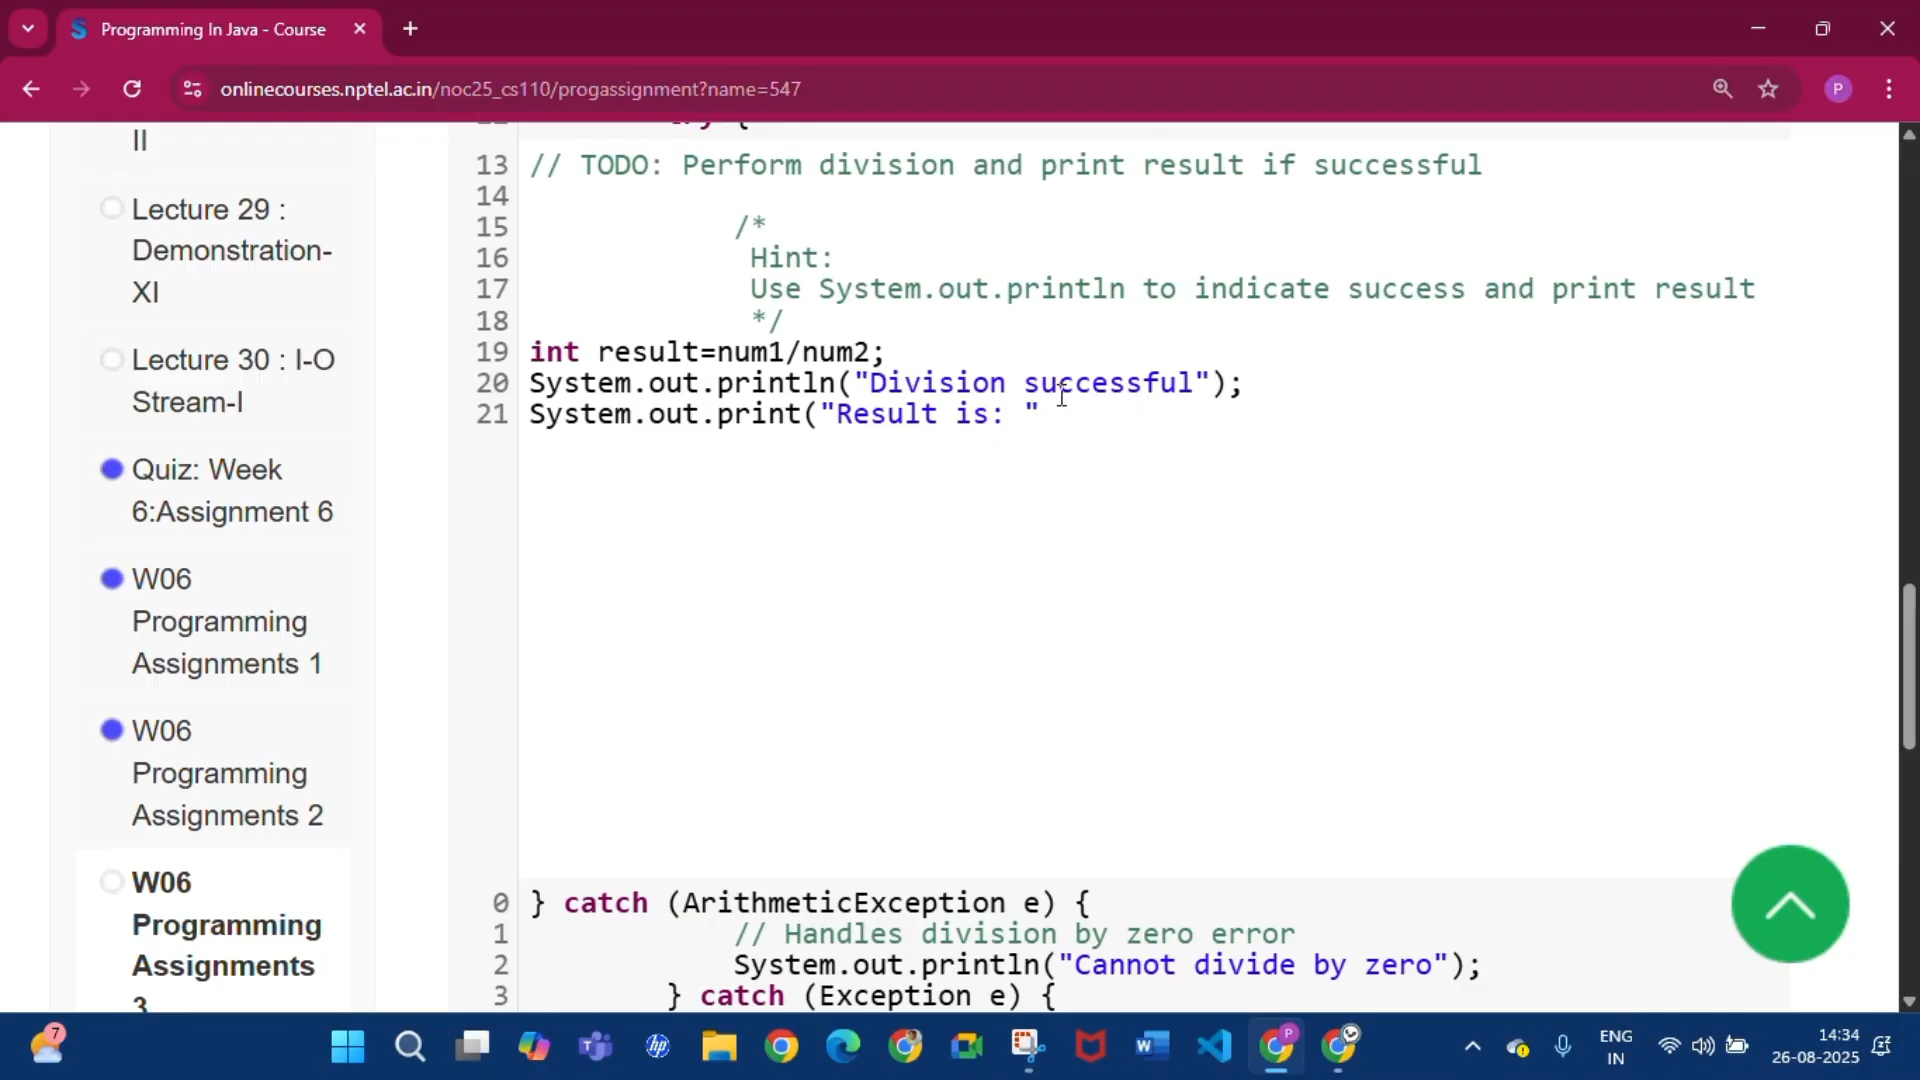 Programming In Java - Course
onlinecourses.nptel.ac.in/noc25_cs110/progassignment?name=547
P
II
Lecture 29 :
Demonstration-
XI
Lecture 30 : I-O
Stream-I
Quiz: Week
6:Assignment 6
W06
Programming
Assignments 1
W06
Programming
Assignments 2
W06
Programming
Assignments
3
12 try {
13 // TODO: Perform division and print result if successful
14
15 /*
16 Hint:
17 Use System.out.println to indicate success and print result
18 */
19 int result=num1/num2;
20 System.out.println("Division successful");
21 System.out.print("Result is: "
0 } catch (ArithmeticException e) {
1 // Handles division by zero error
2 System.out.println("Cannot divide by zero");
3 } catch (Exception e) {
7
hp
W
P
ENG
IN
14:34
26-08-2025